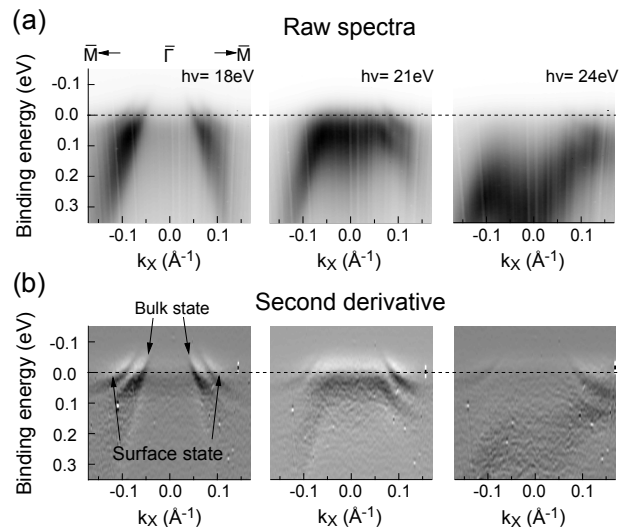 (a) Raw spectra
M̄ Γ̄ M̄
hν= 18eV hν= 21eV hν= 24eV
Binding energy (eV)
-0.1
0.0
0.1
0.2
0.3
-0.1 0.0 0.1 -0.1 0.0 0.1 -0.1 0.0 0.1
kX (Å-1) kX (Å-1) kX (Å-1)
(b) Second derivative
Bulk state
Surface state
Binding energy (eV)
-0.1
0.0
0.1
0.2
0.3
-0.1 0.0 0.1 -0.1 0.0 0.1 -0.1 0.0 0.1
kX (Å-1) kX (Å-1) kX (Å-1)